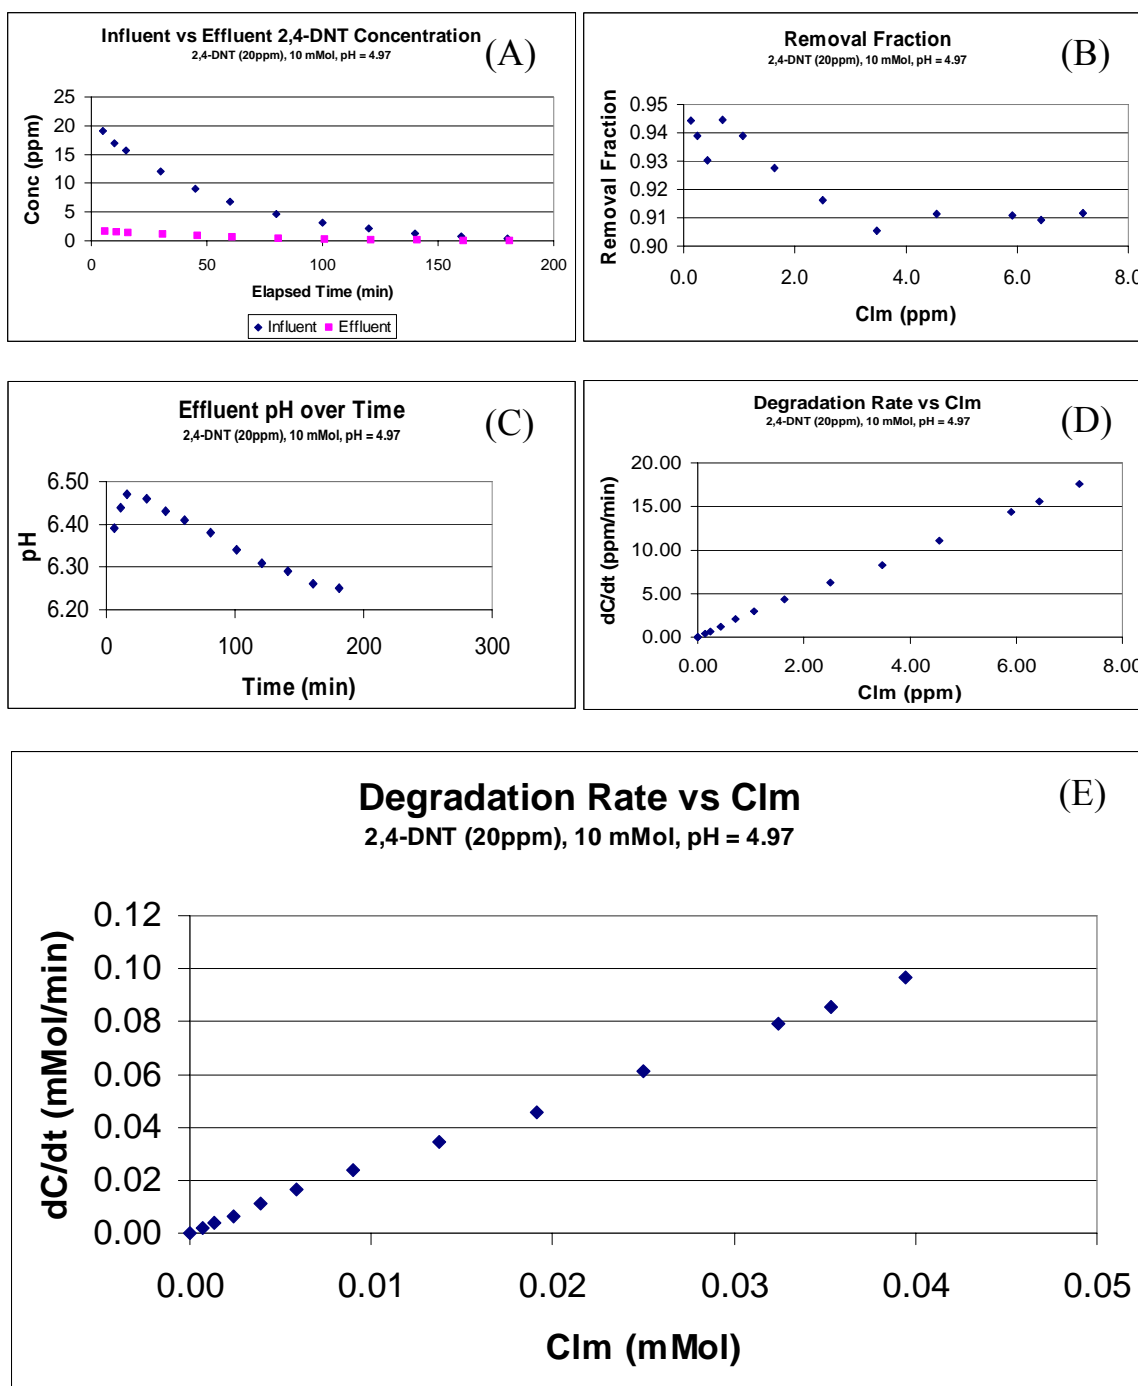 Influent vs Effluent 2,4-DNT Concentration
2,4-DNT (20ppm), 10 mMol, pH = 4.97
(A)
Conc (ppm)
25
20
15
10
5
0
0 50 100 150 200
Elapsed Time (min)
Influent Effluent
Removal Fraction
2,4-DNT (20ppm), 10 mMol, pH = 4.97
(B)
Removal Fraction
0.95
0.94
0.93
0.92
0.91
0.90
0.0 2.0 4.0 6.0 8.0
Clm (ppm)
Effluent pH over Time
2,4-DNT (20ppm), 10 mMol, pH = 4.97
(C)
pH
6.50
6.40
6.30
6.20
0 100 200 300
Time (min)
Degradation Rate vs Clm
2,4-DNT (20ppm), 10 mMol, pH = 4.97
(D)
dC/dt (ppm/min)
20.00
15.00
10.00
5.00
0.00
0.00 2.00 4.00 6.00 8.00
Clm (ppm)
Degradation Rate vs Clm
2,4-DNT (20ppm), 10 mMol, pH = 4.97
(E)
dC/dt (mMol/min)
0.12
0.10
0.08
0.06
0.04
0.02
0.00
0.00 0.01 0.02 0.03 0.04 0.05
Clm (mMol)